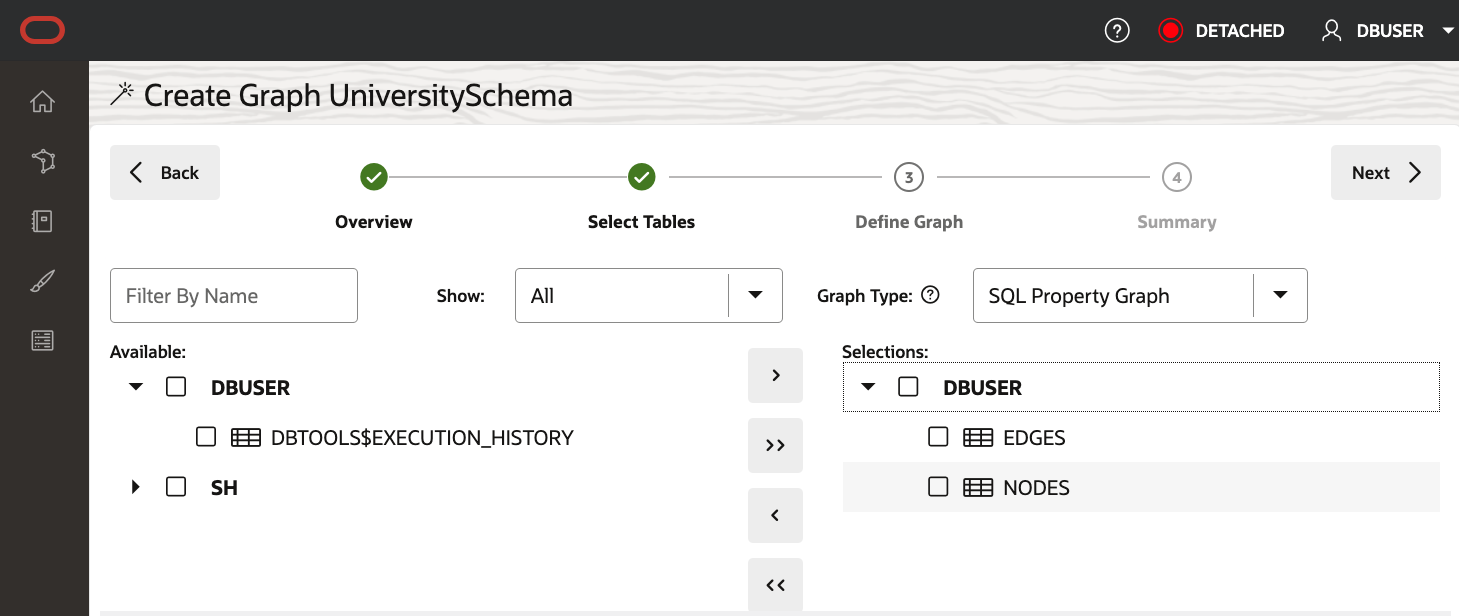 ? DETACHED DBUSER
Create Graph UniversitySchema
Back
3 4
Next
Overview Select Tables Define Graph Summary
Filter By Name Show: All Graph Type: ? SQL Property Graph
Available: Selections:
DBUSER > DBUSER
DBTOOLS$EXECUTION_HISTORY >> EDGES
SH NODES
<
<<